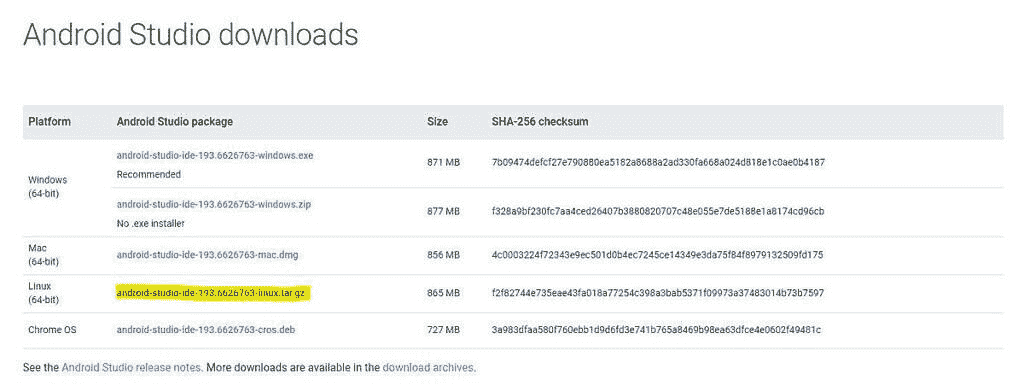 Android Studio downloads
Platform Android Studio package Size SHA-256 checksum
Windows
(64-bit)
android-studio-ide-193.6626763-windows.exe 871 MB 7b09474defcf27e790880ea5182a8688a2ad330fa668a024d818e1c0ae0b4187
Recommended
android-studio-ide-193.6626763-windows.zip 877 MB f328a9bf230fc7aa4ced26407b3880820707c48e055e7de5188e1a8174cd96cb
No .exe installer
Mac
(64-bit)
android-studio-ide-193.6626763-mac.dmg 856 MB 4c0003224f72343e9ec501d0b4ec7245ce14349e3da75f84f8979132509fd175
Linux
(64-bit)
android-studio-ide-193.6626763-linux.tar.gz 865 MB f2f82744e735eae43fa018a77254c398a3bab5371f09973a37483014b73b7597
Chrome OS android-studio-ide-193.6626763-cros.deb 727 MB 3a983dfaa580f760ebb1d9d6fd3e741b765a8469b98ea63dfce4e0602f49481c
See the Android Studio release notes. More downloads are available in the download archives.